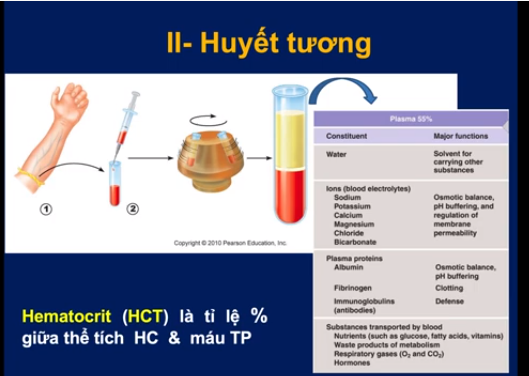 II- Huyết tương
1
2
Copyright © 2010 Pearson Education, Inc.
Plasma 55%
Constituent Major functions
Water Solvent for
carrying other
substances
Ions (blood electrolytes)
Sodium Osmotic balance,
Potassium pH buffering, and
Calcium regulation of
Magnesium membrane
Chloride permeability
Bicarbonate
Plasma proteins
Albumin Osmotic balance,
pH buffering
Fibrinogen Clotting
Immunoglobulins Defense
(antibodies)
Substances transported by blood
Nutrients (such as glucose, fatty acids, vitamins)
Waste products of metabolism
Respiratory gases (O₂ and CO₂)
Hormones
Hematocrit (HCT) là tỉ lệ %
giữa thể tích HC & máu TP